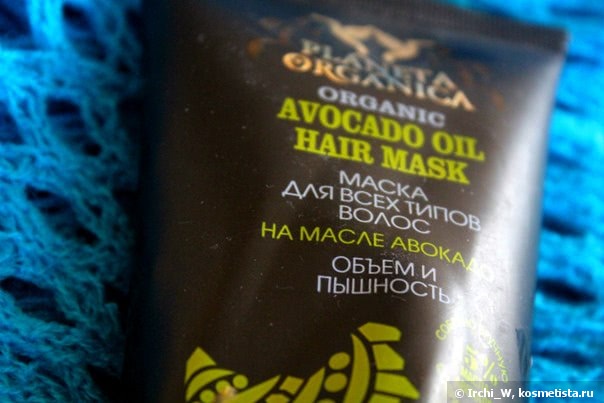 PLANETA
ORGANICA
ORGANIC
AVOCADO OIL
HAIR MASK
МАСКА
ДЛЯ ВСЕХ ТИПОВ
ВОЛОС
НА МАСЛЕ АВОКАДО
ОБЪЕМ И
ПЫШНОСТЬ
© Irchi_W, kosmetista.ru